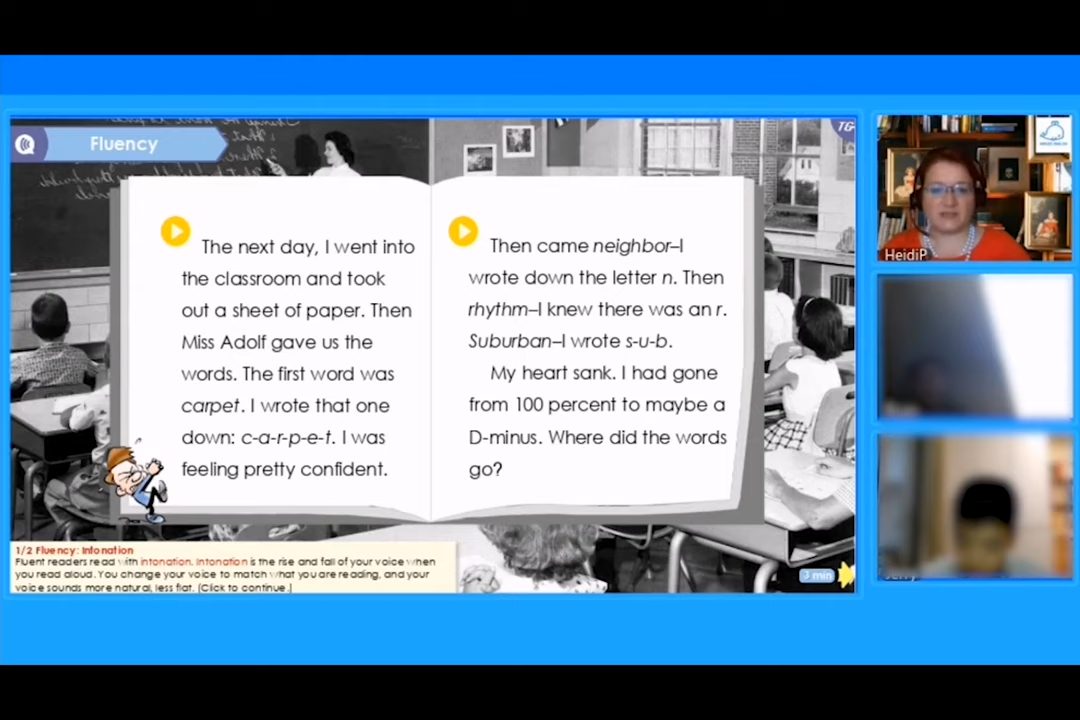 Fluency
TG-
The next day, I went into
the classroom and took
out a sheet of paper. Then
Miss Adolf gave us the
words. The first word was
carpet. I wrote that one
down: c-a-r-p-e-t. I was
feeling pretty confident.
Then came neighbor–I
wrote down the letter n. Then
rhythm–I knew there was an r.
Suburban–I wrote s-u-b.
My heart sank. I had gone
from 100 percent to maybe a
D-minus. Where did the words
go?
1/2 Fluency: Intonation
Fluent readers read with intonation. Intonation is the rise and fall of your voice when
you read aloud. You change your voice to match what you are reading, and your
voice sounds more natural, less flat. (Click to continue.)
3 min
HeidiP